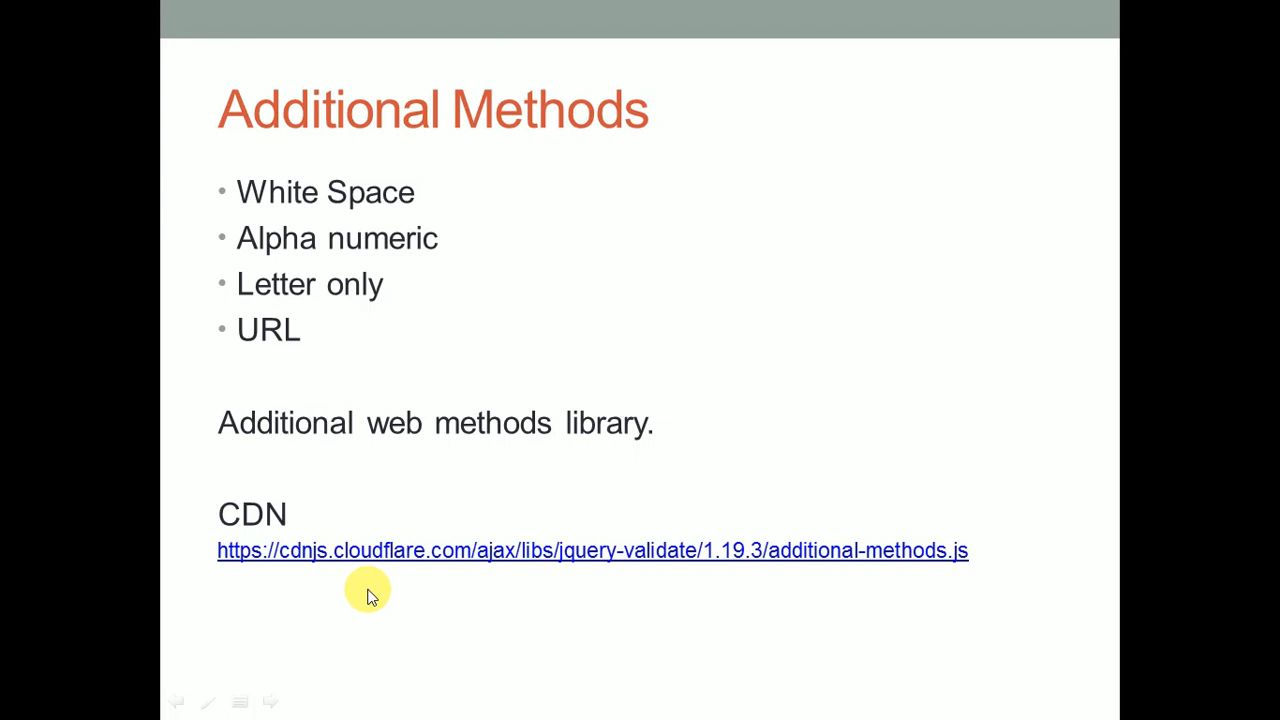 Additional Methods
• White Space
• Alpha numeric
• Letter only
• URL
Additional web methods library.
CDN
https://cdnjs.cloudflare.com/ajax/libs/jquery-validate/1.19.3/additional-methods.js